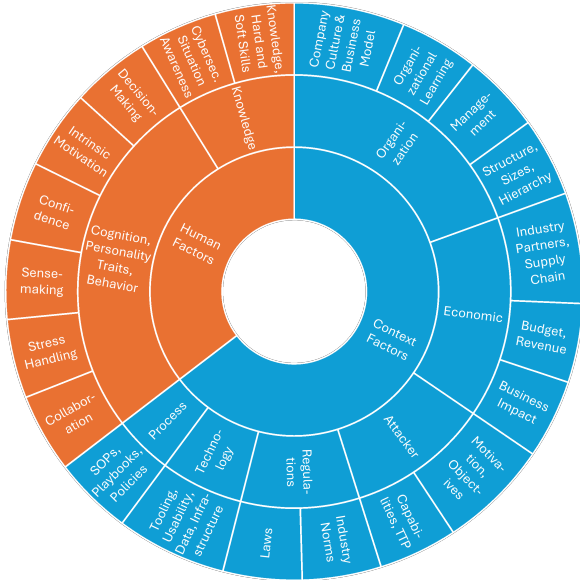 Human
Factors
Context
Factors
Knowledge
Cognition,
Personality
Traits,
Behavior
Organi-
zation
Economic
Attacker
Regula-
tions
Techno-
logy
Process
Company
Culture &
Business
Model
Organi-
zational
Learning
Manage-
ment
Structure,
Sizes,
Hierarchy
Industry
Partners,
Supply
Chain
Budget,
Revenue
Business
Impact
Motiva-
tion,
Object-
ives
Capabi-
lities, TTP
Industry
Norms
Laws
Tooling,
Usability,
Data, Infra-
structure
SOPs,
Playbooks,
Policies
Collabor-
ation
Stress
Handling
Sense-
making
Confi-
dence
Intrinsic
Motivation
Decision-
Making
Cybersec.
Situation
Awareness
Knowledge,
Hard and
Soft Skills